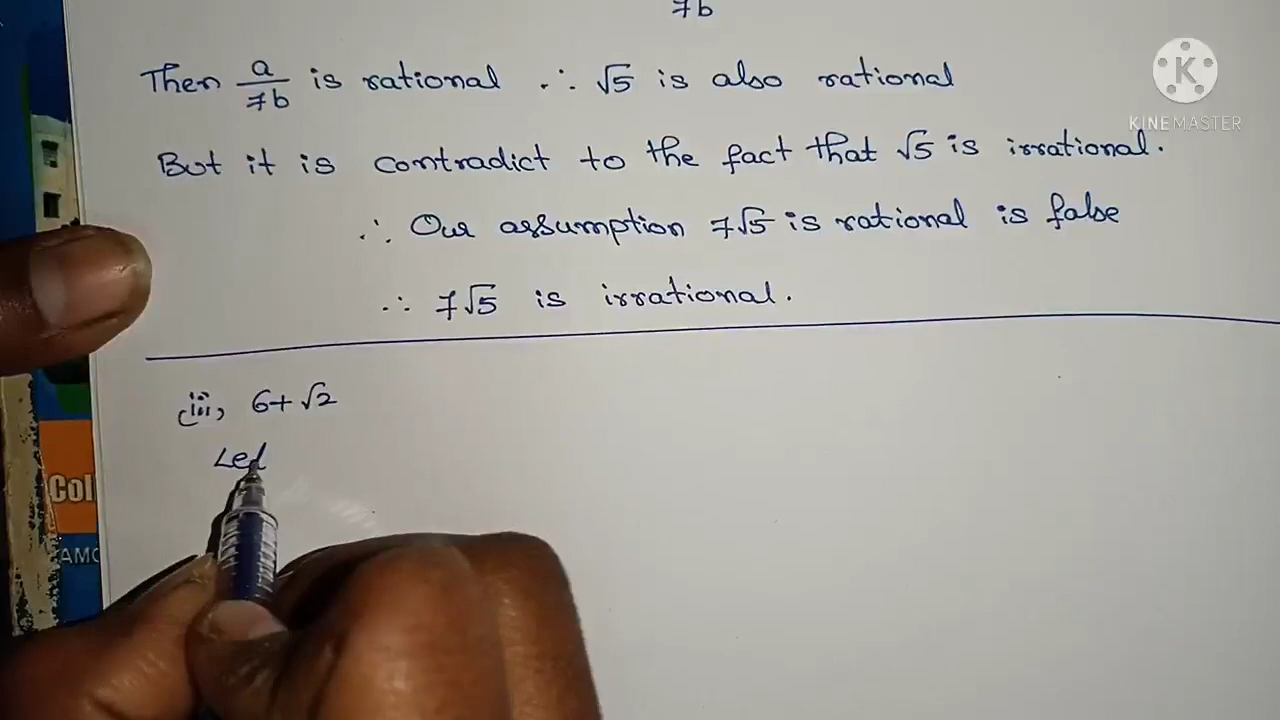 7b
Then a/7b is rational ∴ √5 is also rational
But it is contradict to the fact that √5 is irrational.
∴ Our assumption 7√5 is rational is false
∴ 7√5 is irrational.
(iii, 6+√2
Let
Col
AMC
K
KINEMASTER